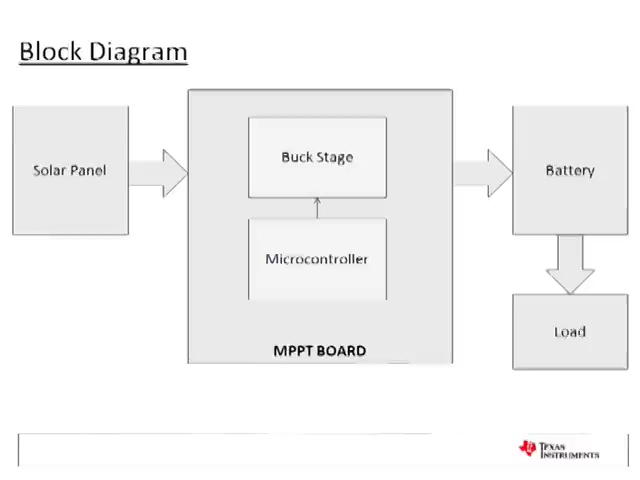 Block Diagram
Solar Panel
Buck Stage
Microcontroller
MPPT BOARD
Battery
Load
TEXAS
INSTRUMENTS